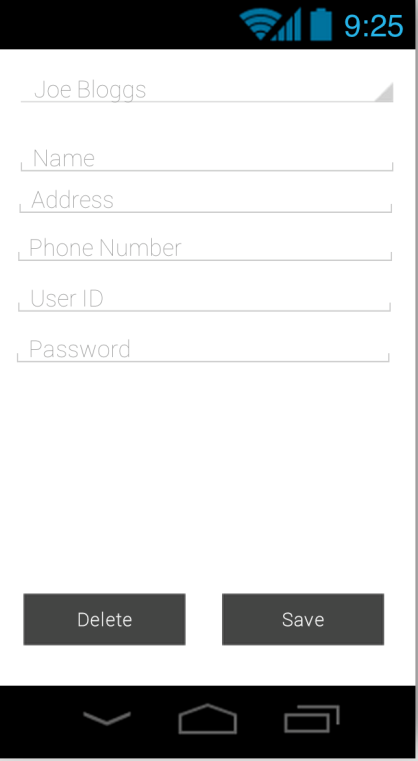 9:25
Joe Bloggs
Name
Address
Phone Number
User ID
Password
Delete Save